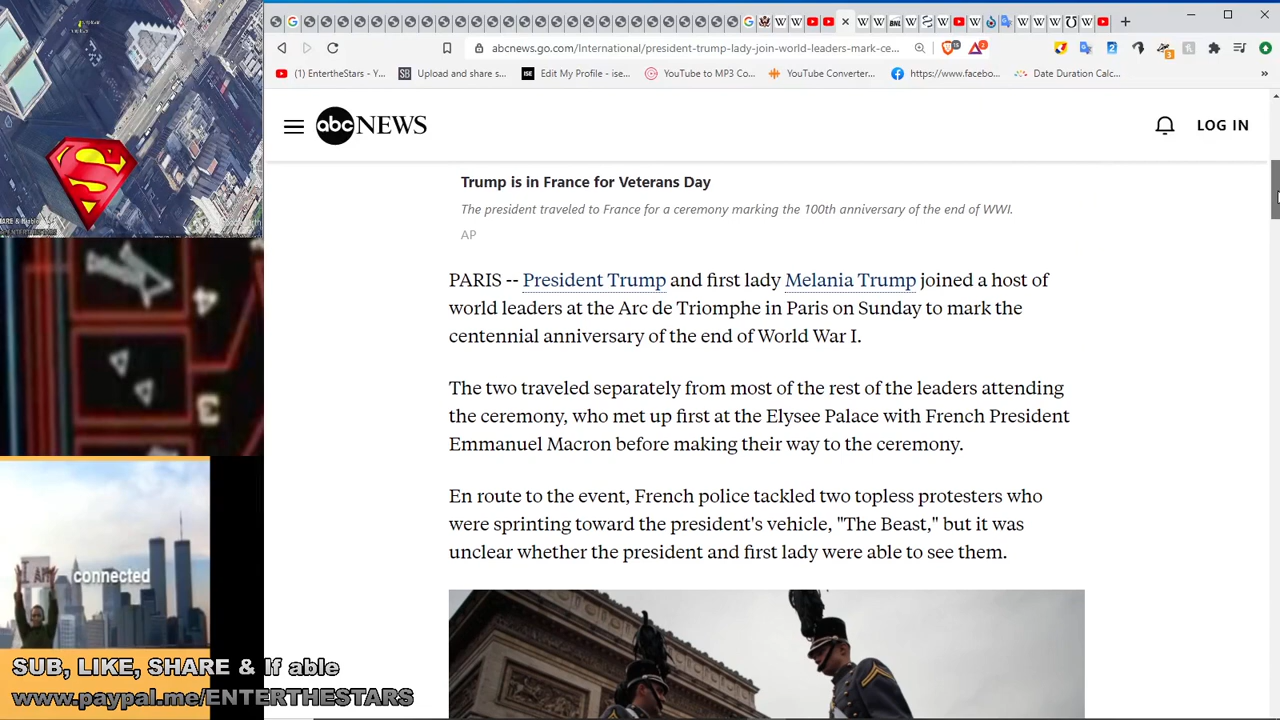 abcnews.go.com/International/president-trump-lady-join-world-leaders-mark-ce...
15
2
3
(1) EntertheStars - Y...
Upload and share s...
Edit My Profile - ise...
YouTube to MP3 Co...
YouTube Converter...
https://www.facebo...
Date Duration Calc...
»
abc NEWS
LOG IN
Trump is in France for Veterans Day
The president traveled to France for a ceremony marking the 100th anniversary of the end of WWI.
AP
PARIS -- President Trump and first lady Melania Trump joined a host of
world leaders at the Arc de Triomphe in Paris on Sunday to mark the
centennial anniversary of the end of World War I.
The two traveled separately from most of the rest of the leaders attending
the ceremony, who met up first at the Elysee Palace with French President
Emmanuel Macron before making their way to the ceremony.
En route to the event, French police tackled two topless protesters who
were sprinting toward the president's vehicle, "The Beast," but it was
unclear whether the president and first lady were able to see them.
S
4
3
I AM
connected
SUB, LIKE, SHARE & If able
www.paypal.me/ENTERTHESTARS